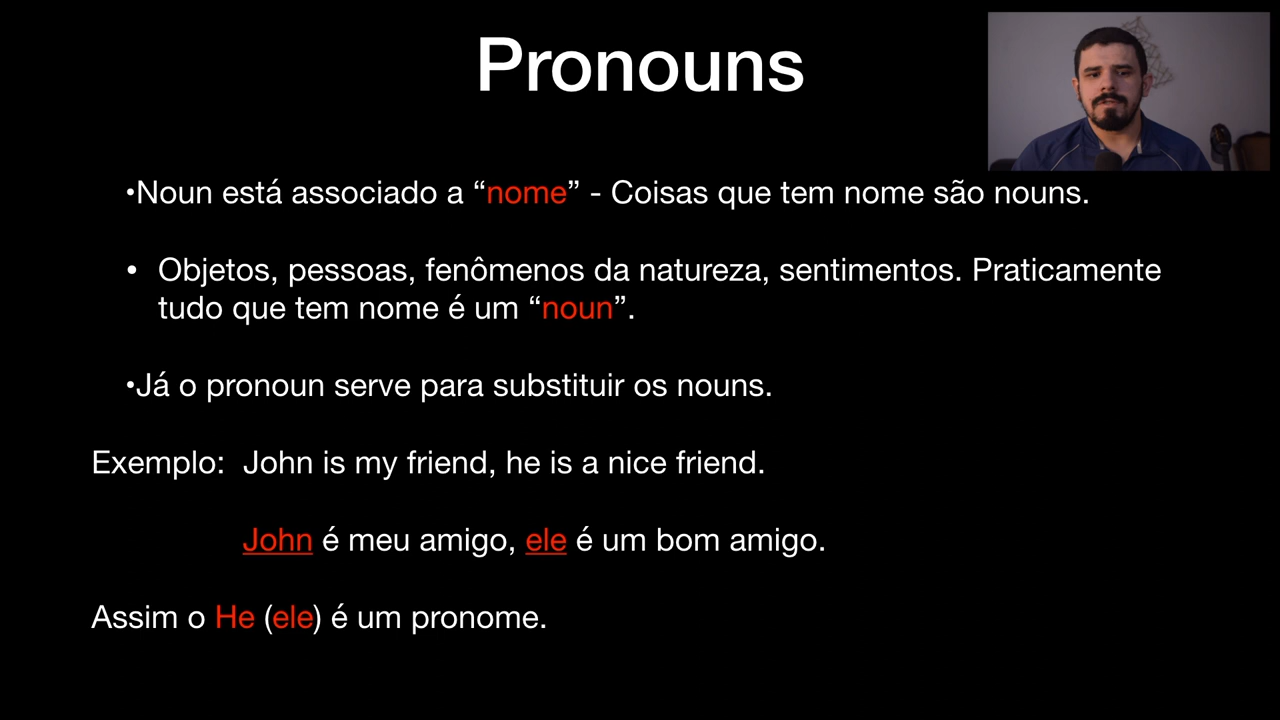 Pronouns
•Noun está associado a “nome” - Coisas que tem nome são nouns.
• Objetos, pessoas, fenômenos da natureza, sentimentos. Praticamente
tudo que tem nome é um “noun”.
•Já o pronoun serve para substituir os nouns.
Exemplo: John is my friend, he is a nice friend.
John é meu amigo, ele é um bom amigo.
Assim o He (ele) é um pronome.